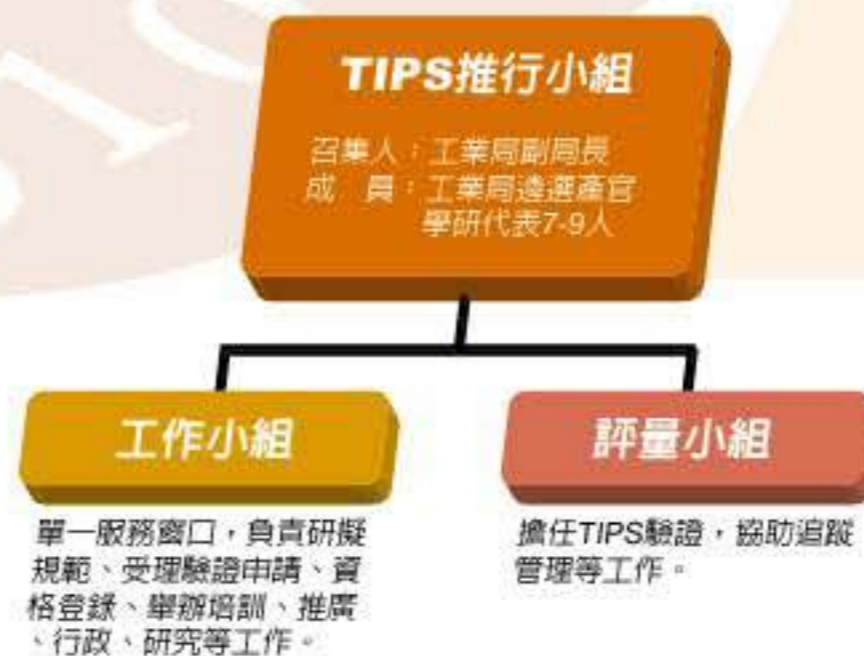 TIPS推行小組
召集人：工業局副局長
成　員：工業局遴選產官
學研代表7-9人
工作小組
評量小組
單一服務窗口，負責研擬
規範、受理驗證申請、資
格登錄、舉辦培訓、推廣
、行政、研究等工作。
擔任TIPS驗證，協助追蹤
管理等工作。